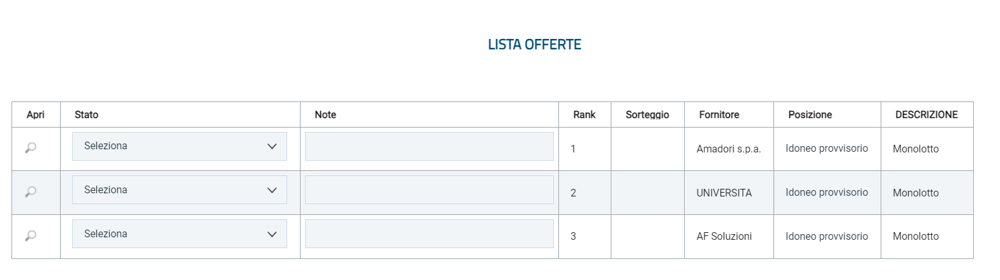 LISTA OFFERTE
Apri Stato Note Rank Sorteggio Fornitore Posizione DESCRIZIONE
Seleziona 1 Amadori s.p.a. Idoneo provvisorio Monolotto
Seleziona 2 UNIVERSITA Idoneo provvisorio Monolotto
Seleziona 3 AF Soluzioni Idoneo provvisorio Monolotto